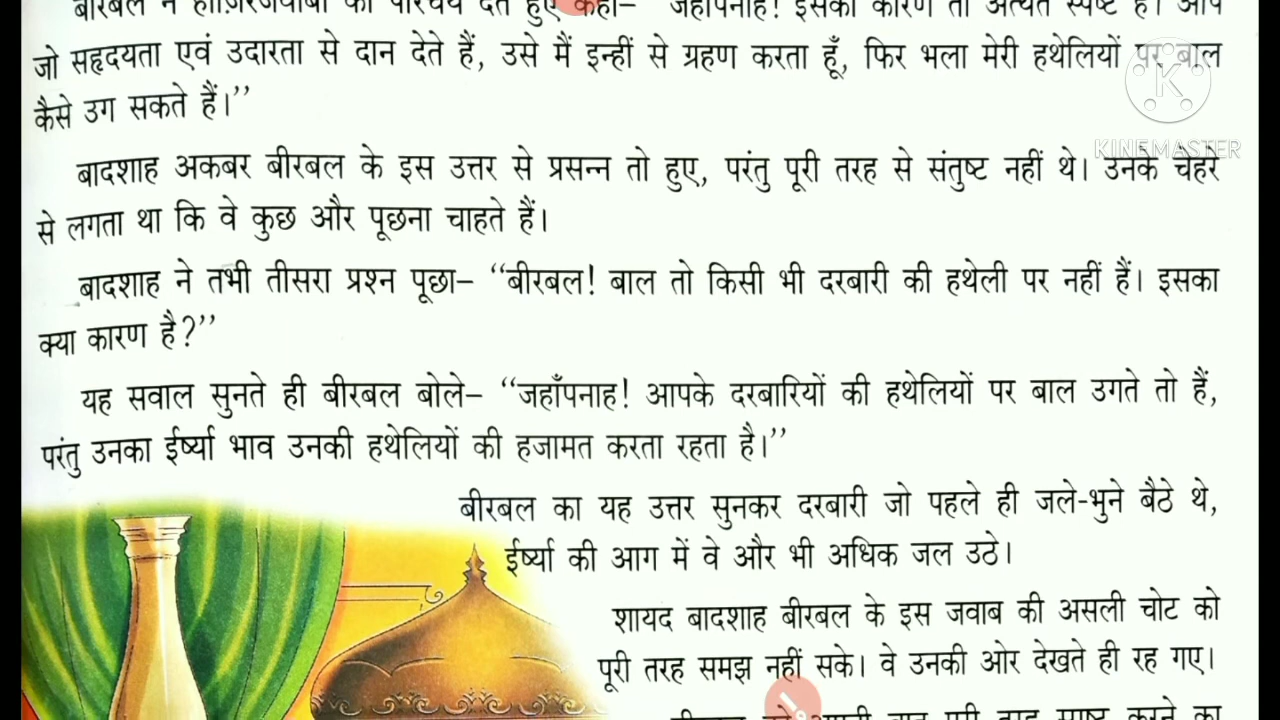 बीरबल ने हाज़िरजवाबी का परिचय देते हुए कहा– “जहाँपनाह! इसका कारण तो अत्यंत स्पष्ट है। आप
जो सहृदयता एवं उदारता से दान देते हैं, उसे मैं इन्हीं से ग्रहण करता हूँ, फिर भला मेरी हथेलियों पर बाल
कैसे उग सकते हैं।”
KINEMASTER
बादशाह अकबर बीरबल के इस उत्तर से प्रसन्न तो हुए, परंतु पूरी तरह से संतुष्ट नहीं थे। उनके चेहरे
से लगता था कि वे कुछ और पूछना चाहते हैं।
बादशाह ने तभी तीसरा प्रश्न पूछा– “बीरबल! बाल तो किसी भी दरबारी की हथेली पर नहीं हैं। इसका
क्या कारण है?”
यह सवाल सुनते ही बीरबल बोले– “जहाँपनाह! आपके दरबारियों की हथेलियों पर बाल उगते तो हैं,
परंतु उनका ईर्ष्या भाव उनकी हथेलियों की हजामत करता रहता है।”
बीरबल का यह उत्तर सुनकर दरबारी जो पहले ही जले-भुने बैठे थे,
ईर्ष्या की आग में वे और भी अधिक जल उठे।
शायद बादशाह बीरबल के इस जवाब की असली चोट को
पूरी तरह समझ नहीं सके। वे उनकी ओर देखते ही रह गए।